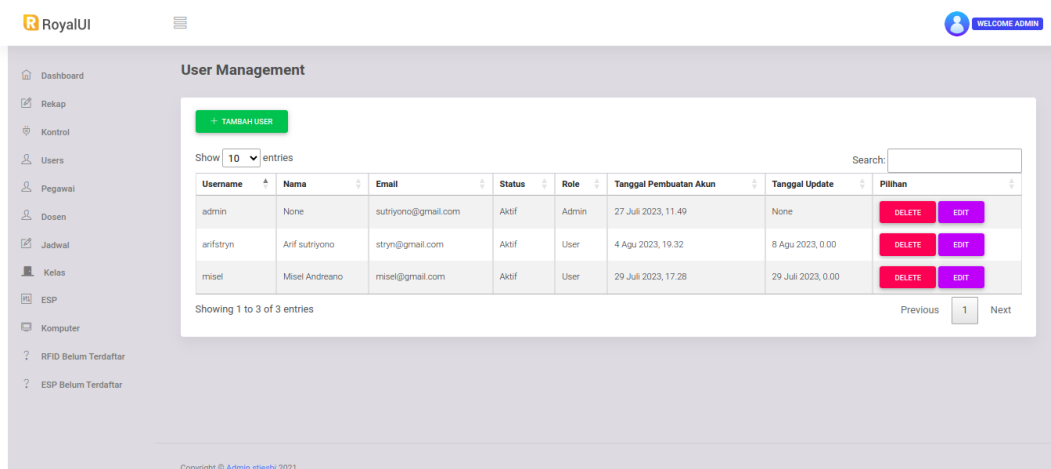 RoyalUI
WELCOME ADMIN
Dashboard
Rekap
Kontrol
Users
Pegawai
Dosen
Jadwal
Kelas
ESP
Komputer
? RFID Belum Terdaftar
? ESP Belum Terdaftar
User Management
+ TAMBAH USER
Show 10 entries
Search:
Username Nama Email Status Role Tanggal Pembuatan Akun Tanggal Update Pilihan
admin None sutriyono@gmail.com Aktif Admin 27 Juli 2023, 11.49 None DELETE EDIT
arifstryn Arif sutriyono stryn@gmail.com Aktif User 4 Agu 2023, 19.32 8 Agu 2023, 0.00 DELETE EDIT
misel Misel Andreano misel@gmail.com Aktif User 29 Juli 2023, 17.28 29 Juli 2023, 0.00 DELETE EDIT
Showing 1 to 3 of 3 entries
Previous 1 Next
Copyright © Admin stieshi 2021